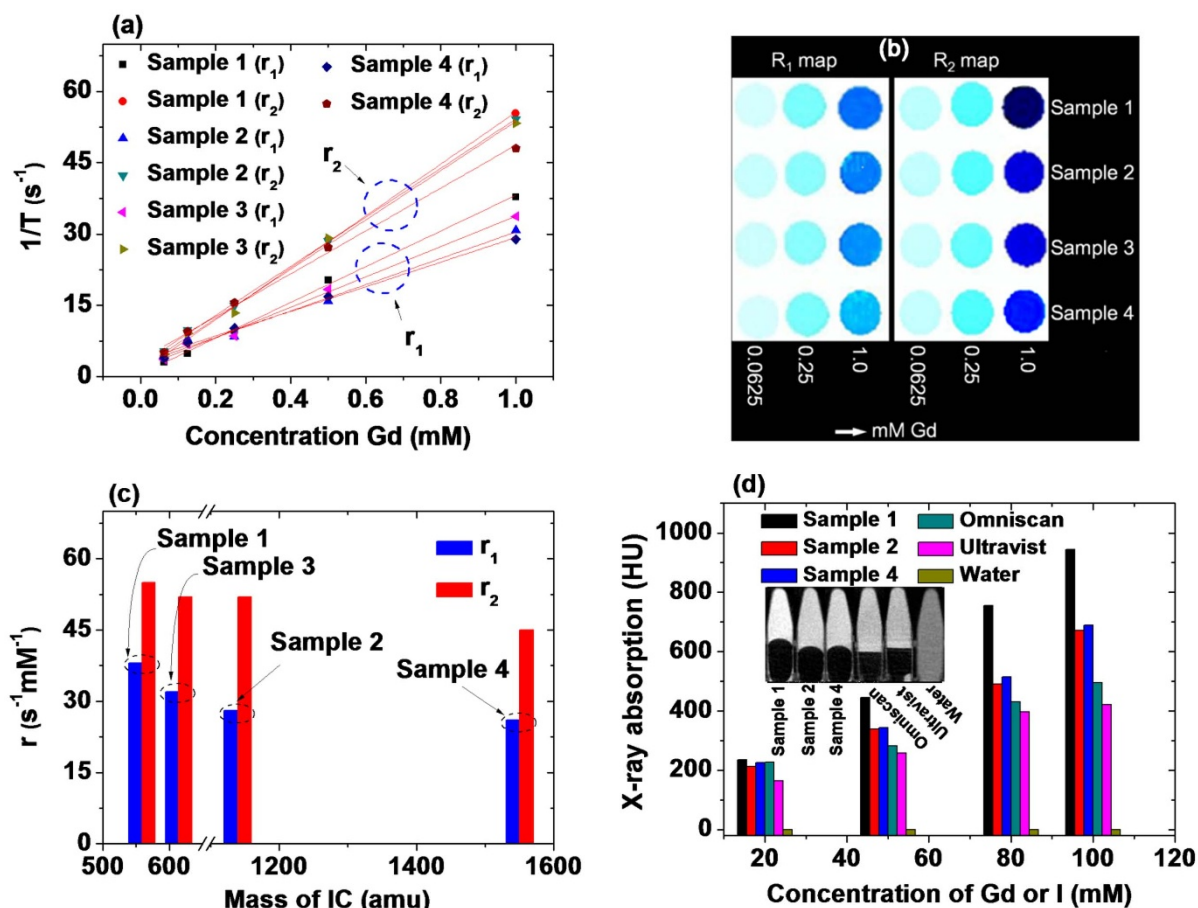 (a)
Sample 1 (r1)
Sample 1 (r2)
Sample 2 (r1)
Sample 2 (r2)
Sample 3 (r1)
Sample 3 (r2)
Sample 4 (r1)
Sample 4 (r2)
r2
r1
1/T (s-1)
60
45
30
15
0
0.0 0.2 0.4 0.6 0.8 1.0
Concentration Gd (mM)
(b)
R1 map R2 map
Sample 1
Sample 2
Sample 3
Sample 4
0.0625 0.25 1.0 0.0625 0.25 1.0
mM Gd
(c)
Sample 1
Sample 3
Sample 2
Sample 4
r1
r2
r (s-1mM-1)
60
45
30
15
0
500 600 1200 1400 1600
Mass of IC (amu)
(d)
Sample 1
Sample 2
Sample 4
Omniscan
Ultravist
Water
Sample 1
Sample 2
Sample 4
Omniscan
Ultravist
Water
X-ray absorption (HU)
1000
800
600
400
200
0
20 40 60 80 100 120
Concentration of Gd or I (mM)